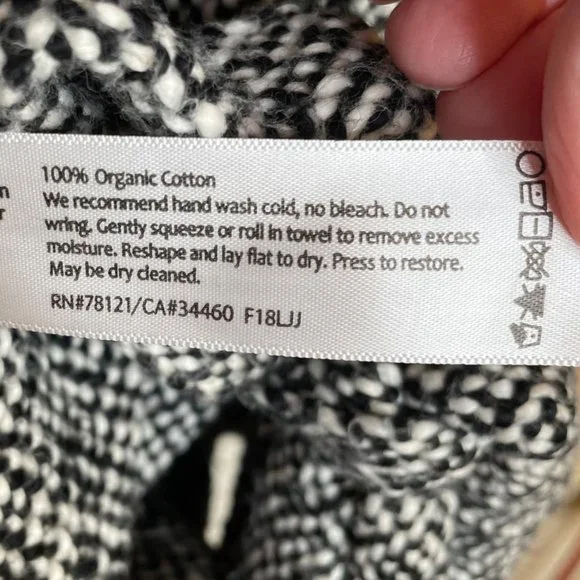 100% Organic Cotton
We recommend hand wash cold, no bleach. Do not
wring. Gently squeeze or roll in towel to remove excess
moisture. Reshape and lay flat to dry. Press to restore.
May be dry cleaned.
RN#78121/CA#34460 F18LJJ